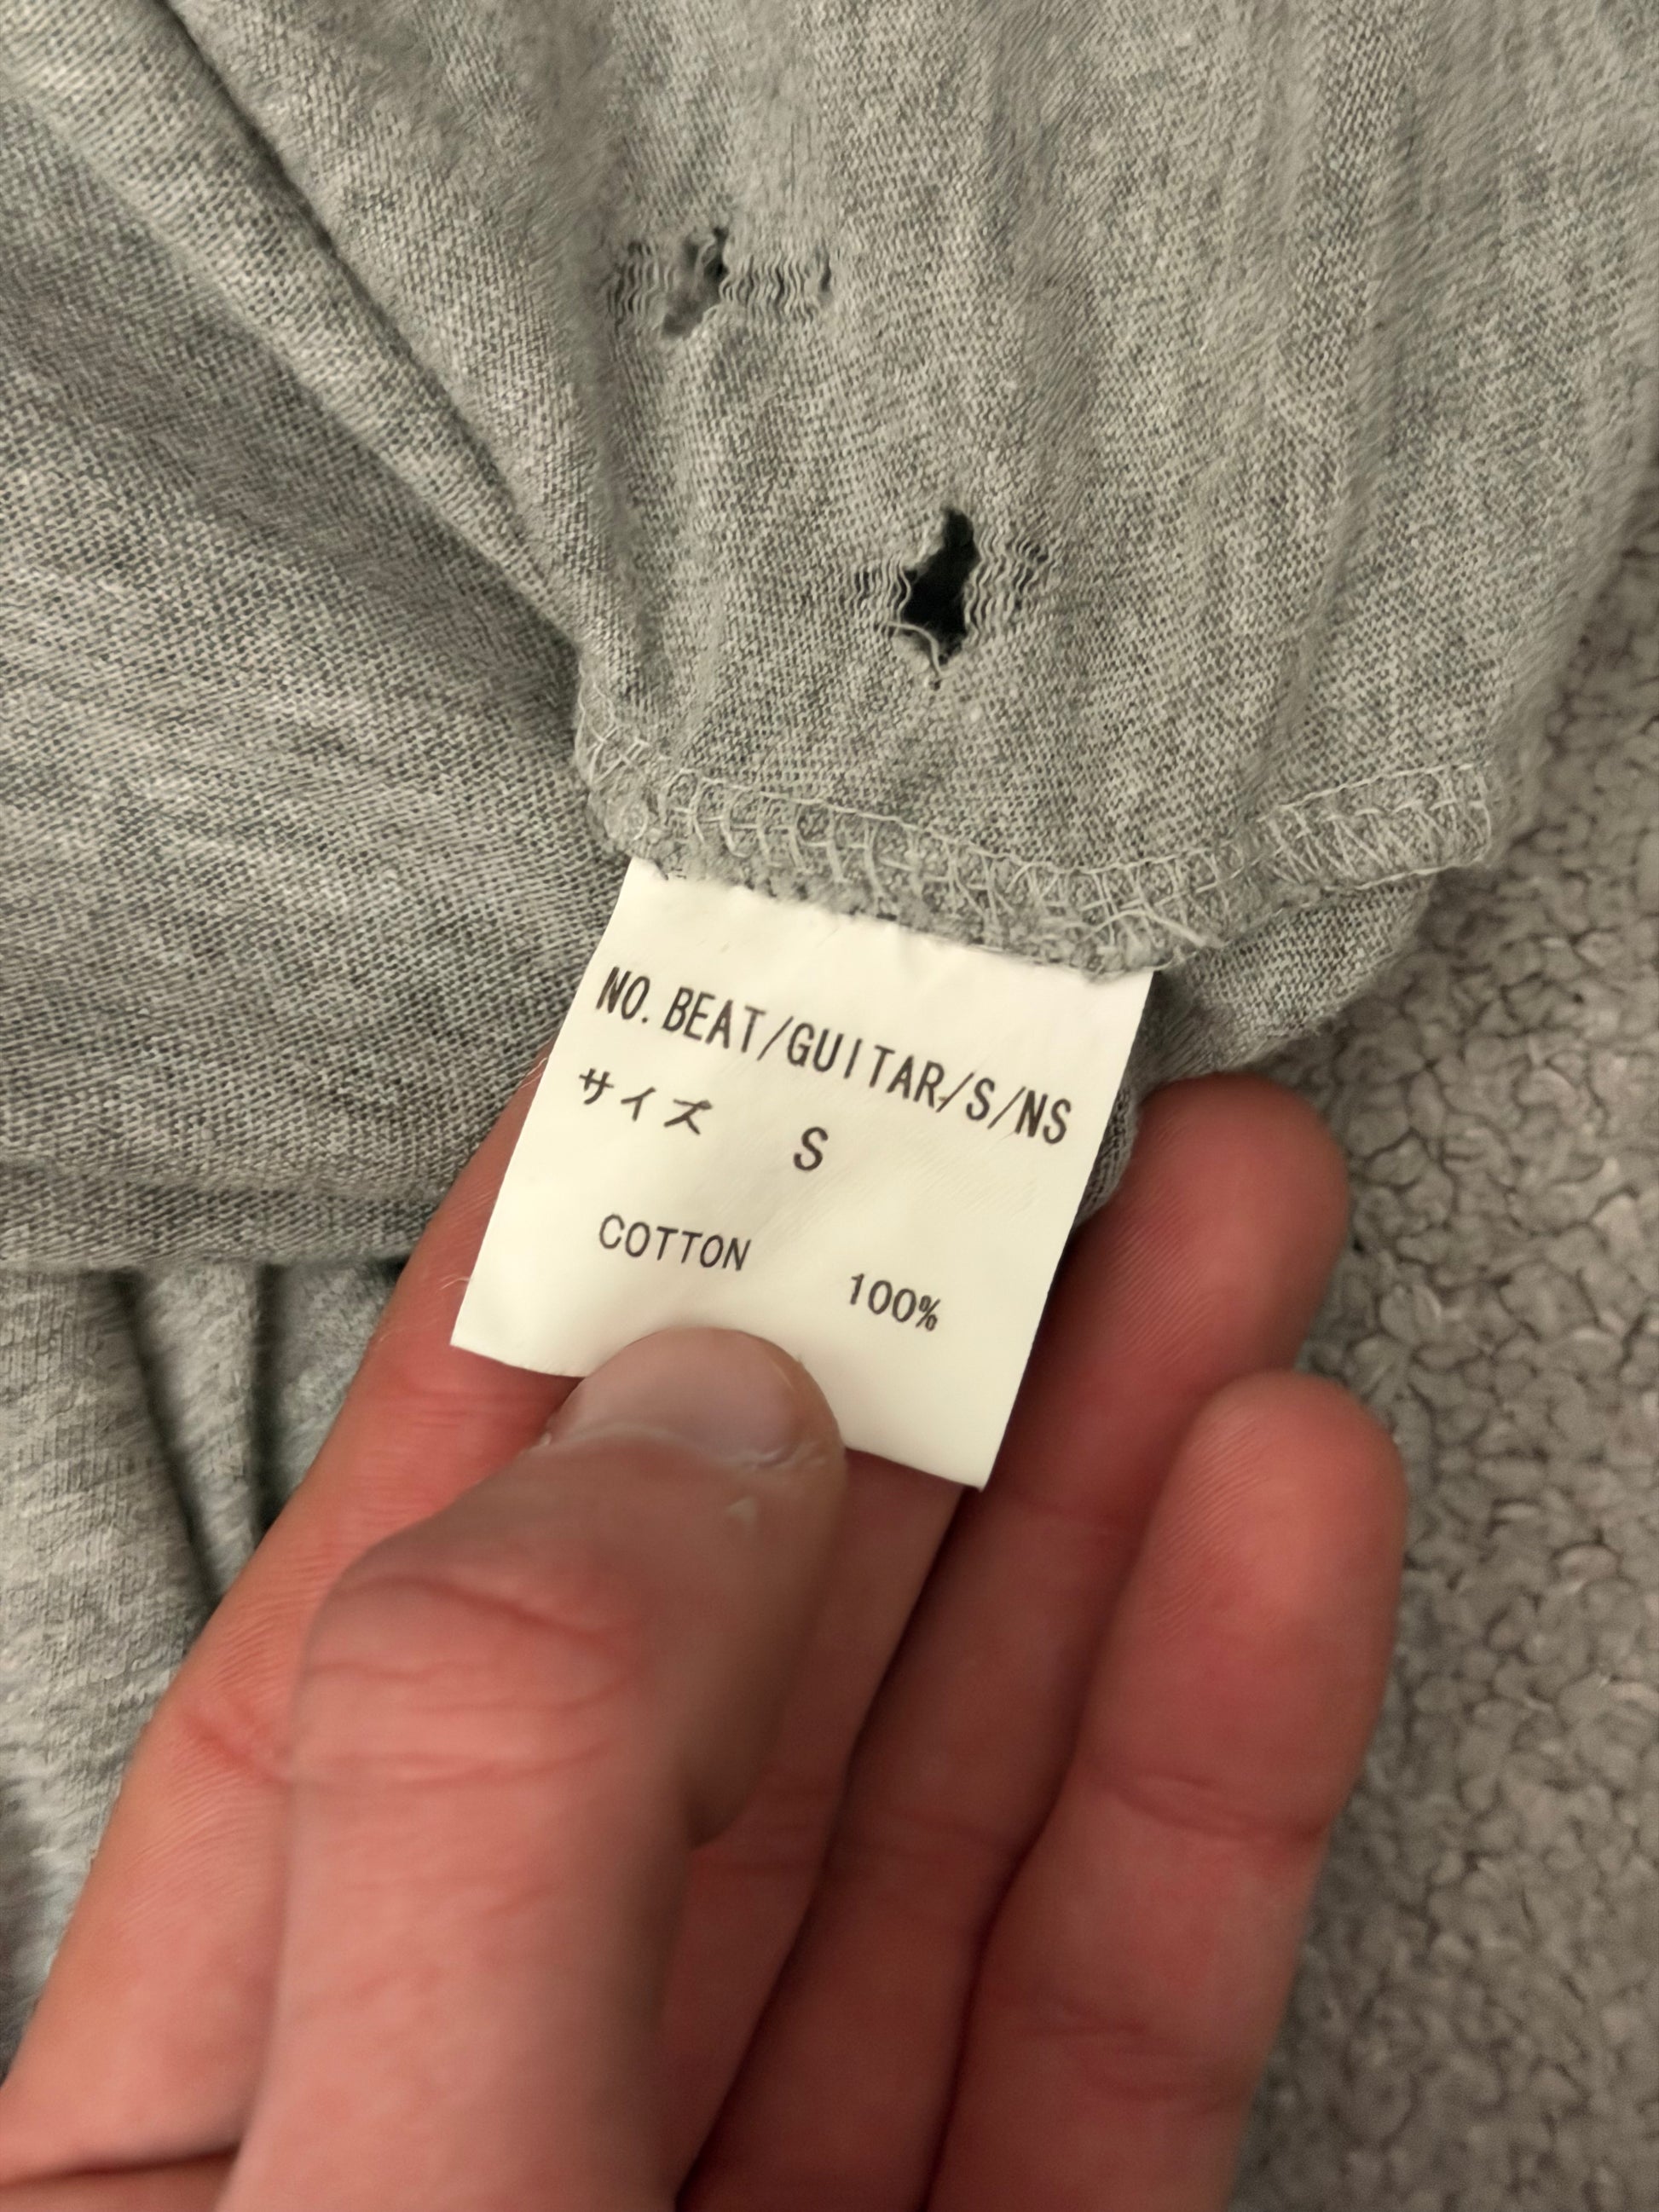 NO. BEAT/GUITAR/S/NS
サイズ S
COTTON 100%